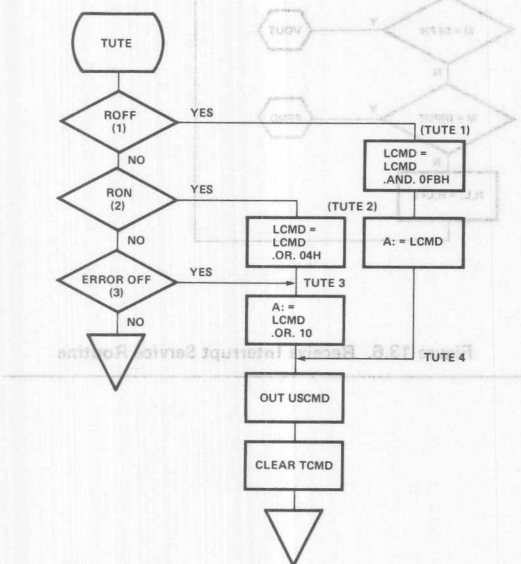 TUTE
ROFF
(1)
YES
NO
(TUTE 1)
LCMD =
LCMD
.AND. 0FBH
RON
(2)
YES
NO
(TUTE 2)
LCMD =
LCMD
.OR. 04H
A: = LCMD
ERROR OFF
(3)
YES
NO
TUTE 3
A: =
LCMD
.OR. 10
TUTE 4
OUT USCMD
CLEAR TCMD
VOUT
Y
N
M = INPUT
Y
N
Figure 13.6. Receive Interrupt Service Routine